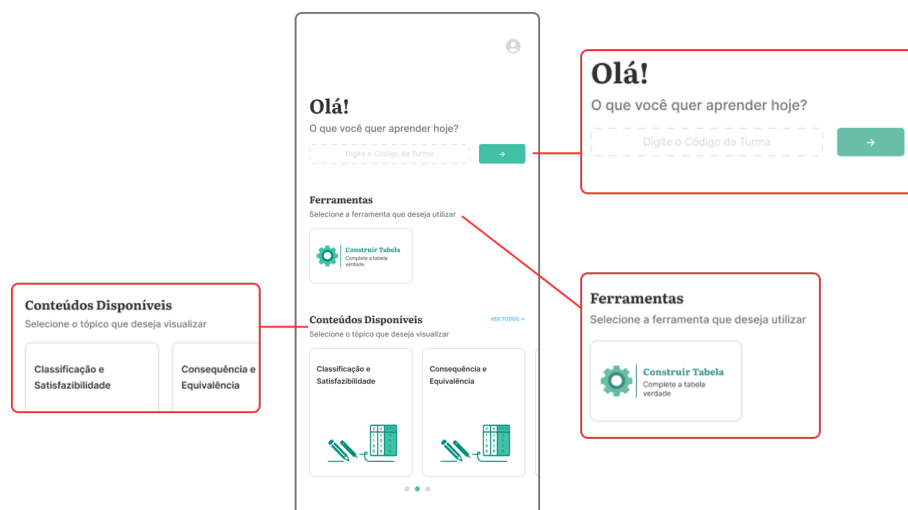 Olá!
O que você quer aprender hoje?
Digite o Código da Turma
Ferramentas
Selecione a ferramenta que deseja utilizar
Construir Tabela
Complete a tabela
verdade
Conteúdos Disponíveis
VER TODOS →
Selecione o tópico que deseja visualizar
Classificação e
Satisfazibilidade
Consequência e
Equivalência
Olá!
O que você quer aprender hoje?
Digite o Código da Turma
Conteúdos Disponíveis
Selecione o tópico que deseja visualizar
Classificação e
Satisfazibilidade
Consequência e
Equivalência
Ferramentas
Selecione a ferramenta que deseja utilizar
Construir Tabela
Complete a tabela
verdade